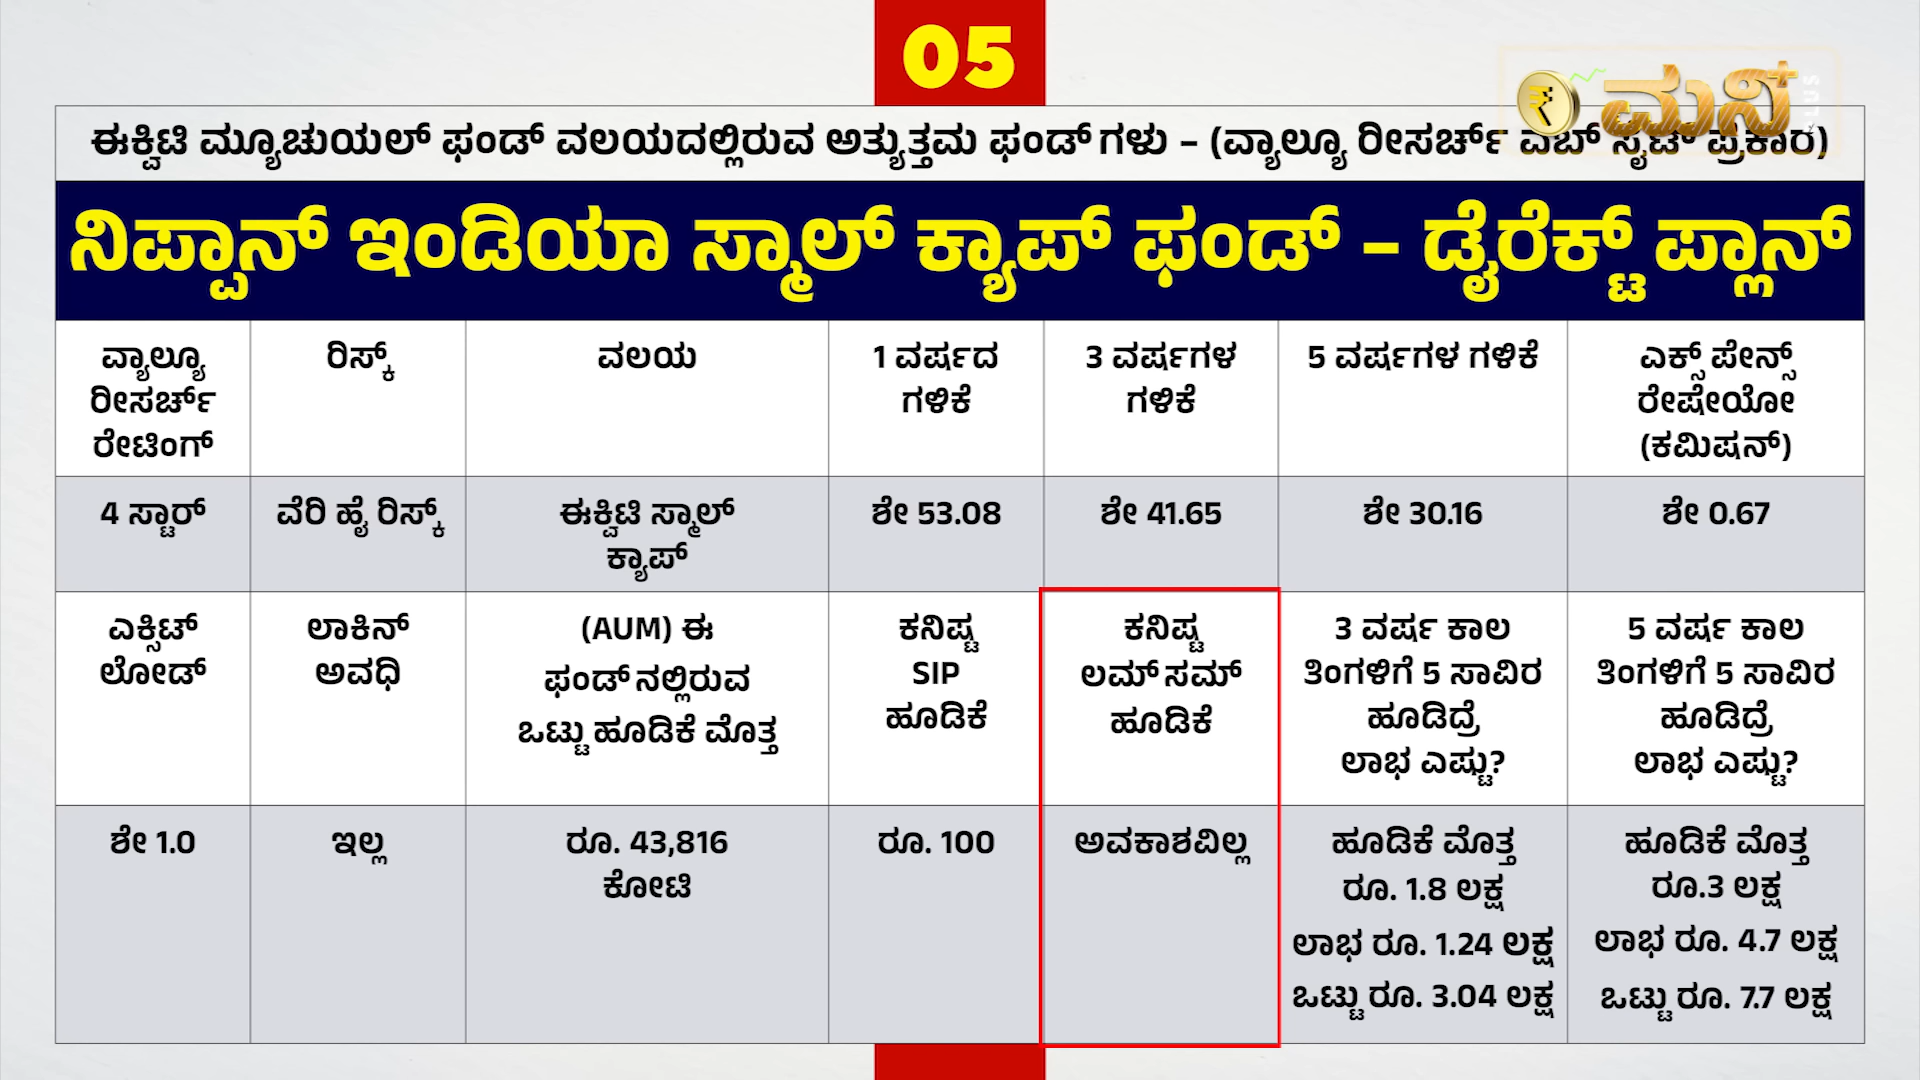 05
ಮನಿ+
PLUS
ಈಕ್ವಿಟಿ ಮ್ಯೂಚುಯಲ್ ಫಂಡ್ ವಲಯದಲ್ಲಿರುವ ಅತ್ಯುತ್ತಮ ಫಂಡ್‌ಗಳು – (ವ್ಯಾಲ್ಯೂ ರೀಸರ್ಚ್ ವೆಬ್ ಸೈಟ್ ಪ್ರಕಾರ)
ನಿಪ್ಪಾನ್ ಇಂಡಿಯಾ ಸ್ಮಾಲ್ ಕ್ಯಾಪ್ ಫಂಡ್ – ಡೈರೆಕ್ಟ್ ಪ್ಲಾನ್
ವ್ಯಾಲ್ಯೂ
ರೀಸರ್ಚ್
ರೇಟಿಂಗ್
ರಿಸ್ಕ್
ವಲಯ
1 ವರ್ಷದ
ಗಳಿಕೆ
3 ವರ್ಷಗಳ
ಗಳಿಕೆ
5 ವರ್ಷಗಳ ಗಳಿಕೆ
ಎಕ್ಸ್‌ಪೇನ್ಸ್
ರೇಷೇಯೋ
(ಕಮಿಷನ್)
4 ಸ್ಟಾರ್
ವೆರಿ ಹೈ ರಿಸ್ಕ್
ಈಕ್ವಿಟಿ ಸ್ಮಾಲ್
ಕ್ಯಾಪ್
ಶೇ 53.08
ಶೇ 41.65
ಶೇ 30.16
ಶೇ 0.67
ಎಕ್ಸಿಟ್
ಲೋಡ್
ಲಾಕಿನ್
ಅವಧಿ
(AUM) ಈ
ಫಂಡ್‌ನಲ್ಲಿರುವ
ಒಟ್ಟು ಹೂಡಿಕೆ ಮೊತ್ತ
ಕನಿಷ್ಟ
SIP
ಹೂಡಿಕೆ
ಕನಿಷ್ಟ
ಲಮ್‌ಸಮ್
ಹೂಡಿಕೆ
3 ವರ್ಷ ಕಾಲ
ತಿಂಗಳಿಗೆ 5 ಸಾವಿರ
ಹೂಡಿದ್ರೆ
ಲಾಭ ಎಷ್ಟು?
5 ವರ್ಷ ಕಾಲ
ತಿಂಗಳಿಗೆ 5 ಸಾವಿರ
ಹೂಡಿದ್ರೆ
ಲಾಭ ಎಷ್ಟು?
ಶೇ 1.0
ಇಲ್ಲ
ರೂ. 43,816
ಕೋಟಿ
ರೂ. 100
ಅವಕಾಶವಿಲ್ಲ
ಹೂಡಿಕೆ ಮೊತ್ತ
ರೂ. 1.8 ಲಕ್ಷ
ಲಾಭ ರೂ. 1.24 ಲಕ್ಷ
ಒಟ್ಟು ರೂ. 3.04 ಲಕ್ಷ
ಹೂಡಿಕೆ ಮೊತ್ತ
ರೂ.3 ಲಕ್ಷ
ಲಾಭ ರೂ. 4.7 ಲಕ್ಷ
ಒಟ್ಟು ರೂ. 7.7 ಲಕ್ಷ